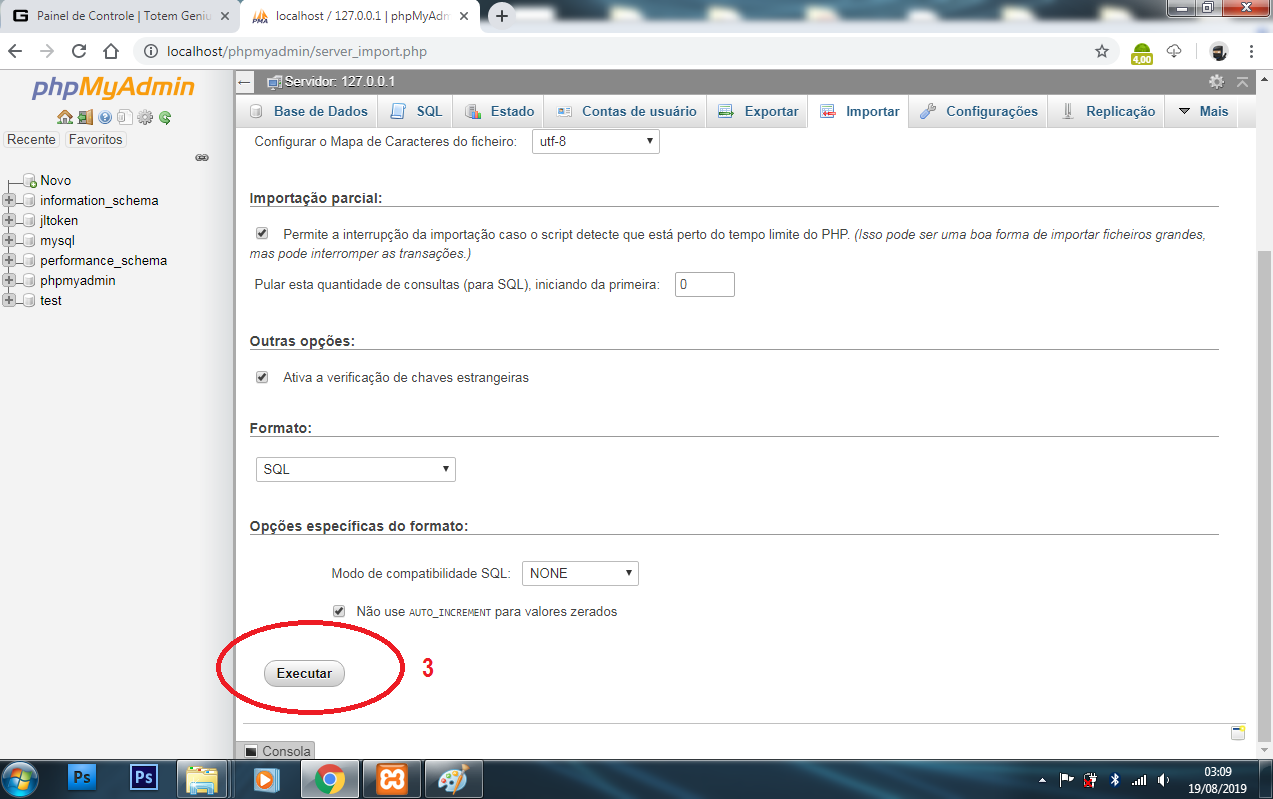 Painel de Controle | Totem Geniu
localhost / 127.0.0.1 | phpMyAdm
localhost/phpmyadmin/server_import.php
4,00
phpMyAdmin
Recente Favoritos
Novo
information_schema
jltoken
mysql
performance_schema
phpmyadmin
test
Servidor: 127.0.0.1
Base de Dados SQL Estado Contas de usuário Exportar Importar Configurações Replicação Mais
Configurar o Mapa de Caracteres do ficheiro: utf-8
Importação parcial:
Permite a interrupção da importação caso o script detecte que está perto do tempo limite do PHP. (Isso pode ser uma boa forma de importar ficheiros grandes,
mas pode interromper as transações.)
Pular esta quantidade de consultas (para SQL), iniciando da primeira: 0
Outras opções:
Ativa a verificação de chaves estrangeiras
Formato:
SQL
Opções específicas do formato:
Modo de compatibilidade SQL: NONE
Não use AUTO_INCREMENT para valores zerados
Executar 3
Consola
Ps Ps
03:09
19/08/2019